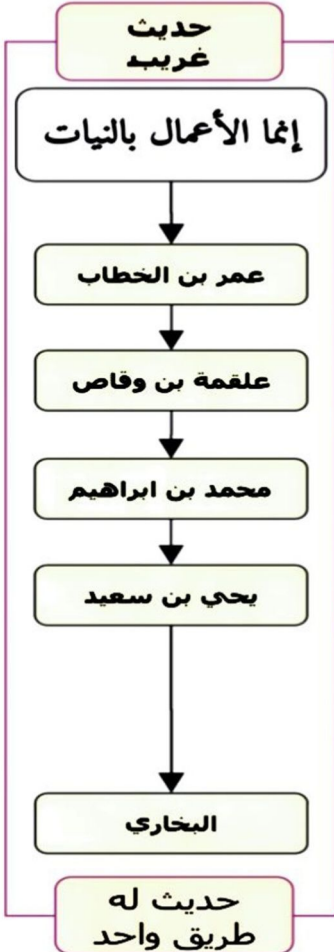 حديث
غريب
إنما الأعمال بالنيات
عمر بن الخطاب
علقمة بن وقاص
محمد بن ابراهيم
يحي بن سعيد
البخاري
حديث له
طريق واحد